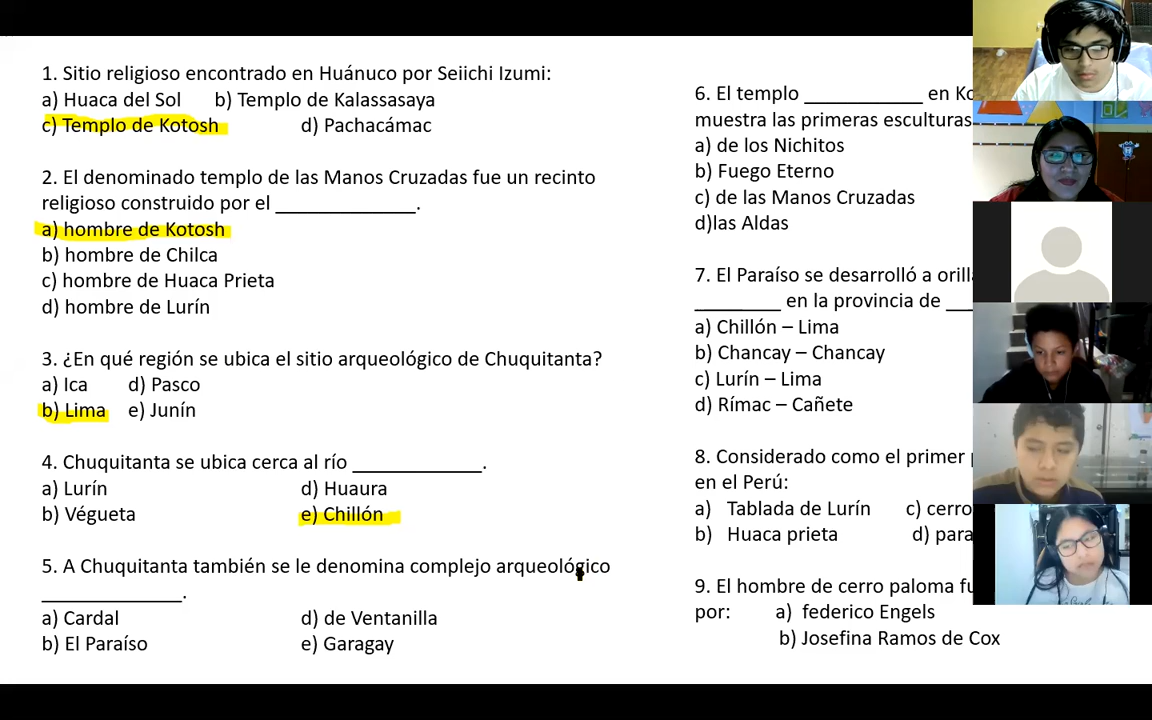 1. Sitio religioso encontrado en Huánuco por Seiichi Izumi:
a) Huaca del Sol b) Templo de Kalassasaya
c) Templo de Kotosh d) Pachacámac
2. El denominado templo de las Manos Cruzadas fue un recinto
religioso construido por el _____________.
a) hombre de Kotosh
b) hombre de Chilca
c) hombre de Huaca Prieta
d) hombre de Lurín
3. ¿En qué región se ubica el sitio arqueológico de Chuquitanta?
a) Ica d) Pasco
b) Lima e) Junín
4. Chuquitanta se ubica cerca al río ____________.
a) Lurín d) Huaura
b) Végueta e) Chillón
5. A Chuquitanta también se le denomina complejo arqueológico
_____________.
a) Cardal d) de Ventanilla
b) El Paraíso e) Garagay
6. El templo ___________ en
muestra las primeras esculturas
a) de los Nichitos
b) Fuego Eterno
c) de las Manos Cruzadas
d)las Aldas
7. El Paraíso se desarrolló a
________ en la provincia de ___
a) Chillón – Lima
b) Chancay – Chancay
c) Lurín – Lima
d) Rímac – Cañete
8. Considerado como el primer
en el Perú:
a) Tablada de Lurín c) cerro
b) Huaca prieta d)
9. El hombre de cerro paloma
por: a) federico Engels
b) Josefina Ramos de Cox